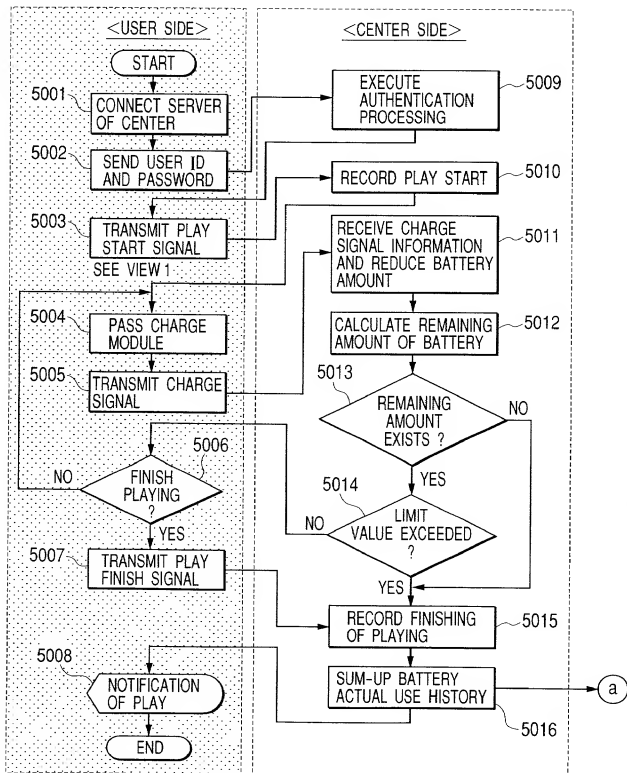 <USER SIDE>
START
5001
CONNECT SERVER
OF CENTER
5002
SEND USER ID
AND PASSWORD
5003
TRANSMIT PLAY
START SIGNAL
SEE VIEW 1
5004
PASS CHARGE
MODULE
5005
TRANSMIT CHARGE
SIGNAL
5006
NO
FINISH
PLAYING
?
YES
5007
TRANSMIT PLAY
FINISH SIGNAL
5008
NOTIFICATION
OF PLAY
END
<CENTER SIDE>
5009
EXECUTE
AUTHENTICATION
PROCESSING
5010
RECORD PLAY START
5011
RECEIVE CHARGE
SIGNAL INFORMATION
AND REDUCE BATTERY
AMOUNT
5012
CALCULATE REMAINING
AMOUNT OF BATTERY
5013
REMAINING
AMOUNT
EXISTS ?
NO
YES
5014
NO
LIMIT
VALUE EXCEEDED
?
YES
RECORD FINISHING
OF PLAYING
5015
SUM-UP BATTERY
ACTUAL USE HISTORY
5016
a